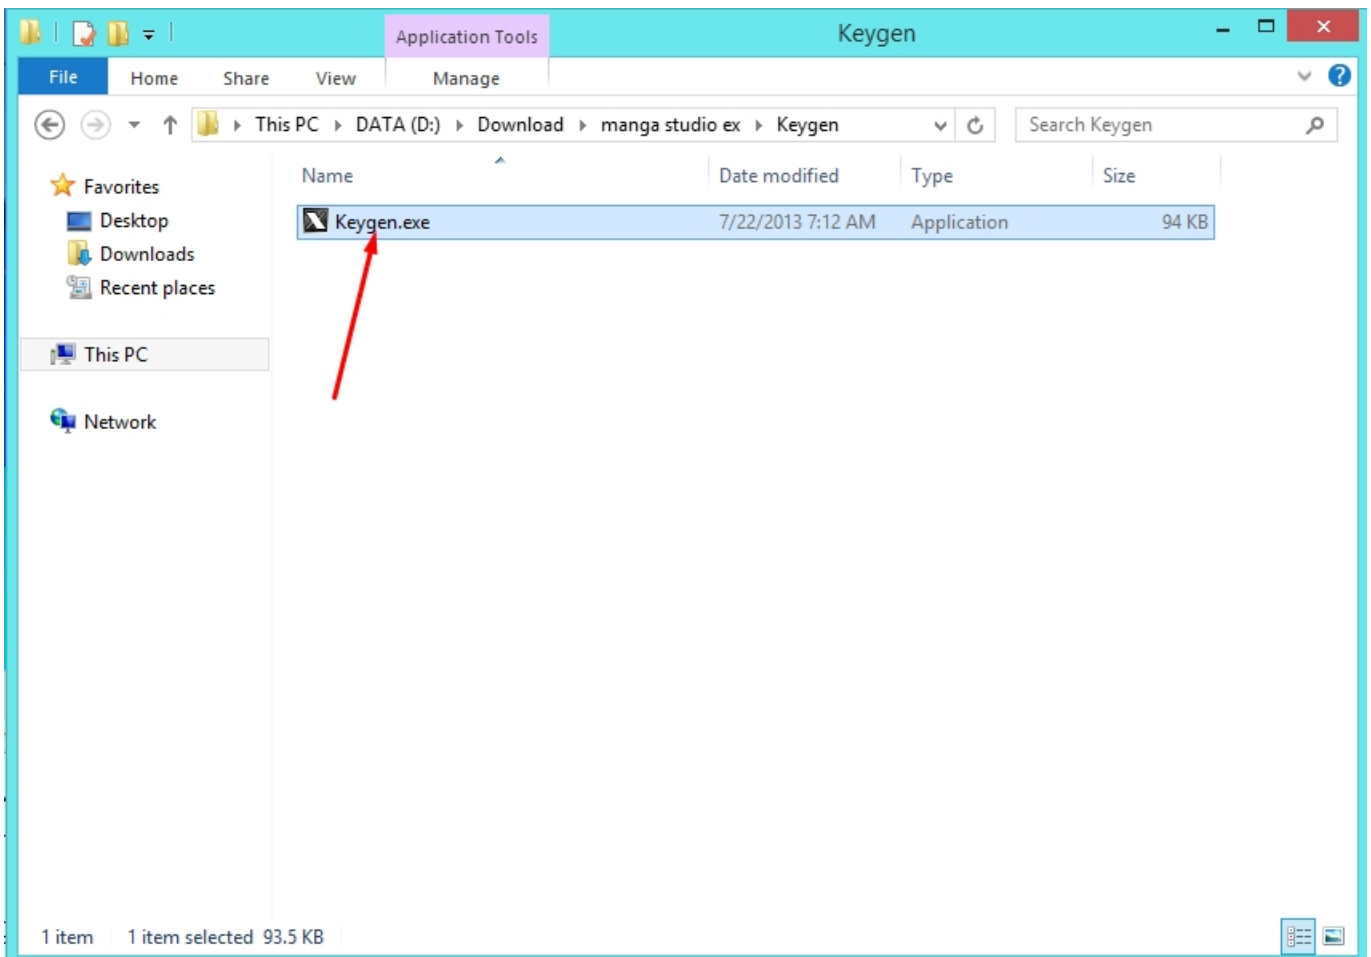 Application Tools
Keygen
File Home Share View Manage
This PC DATA (D:) Download manga studio ex Keygen
Search Keygen
Name Date modified Type Size
Favorites
Desktop
Downloads
Recent places
This PC
Network
Keygen.exe 7/22/2013 7:12 AM Application 94 KB
1 item 1 item selected 93.5 KB